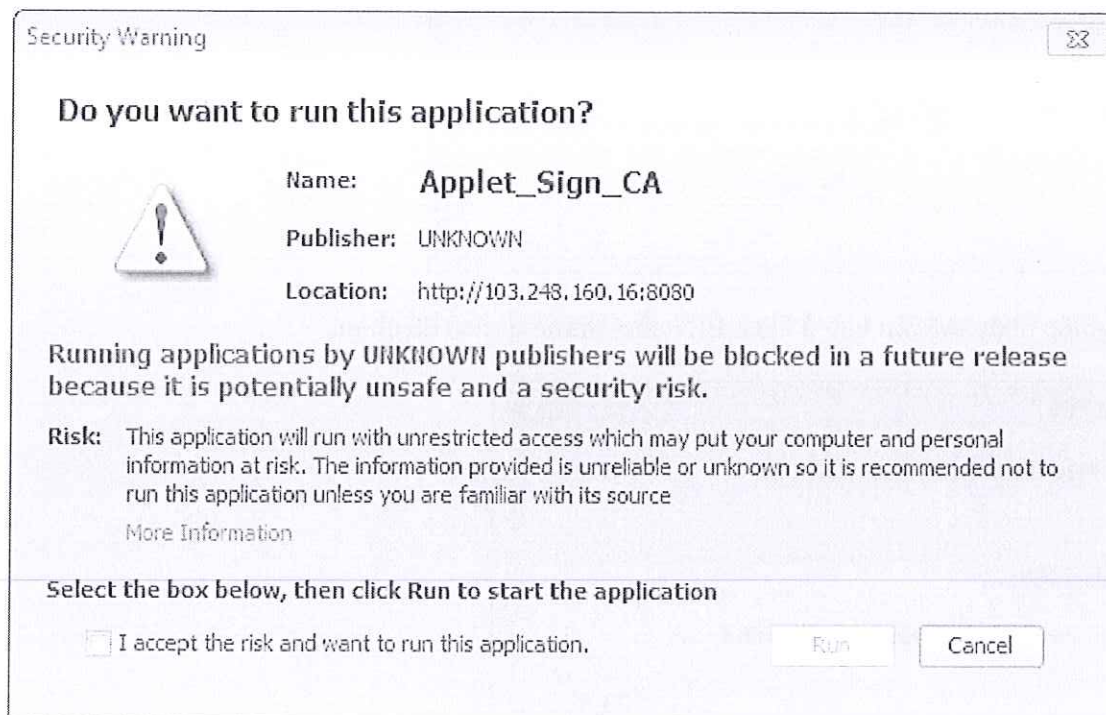 Security Warning
Do you want to run this application?
Name: Applet_Sign_CA
Publisher: UNKNOWN
Location: http://103.248.160.16:8080
Running applications by UNKNOWN publishers will be blocked in a future release
because it is potentially unsafe and a security risk.
Risk: This application will run with unrestricted access which may put your computer and personal
information at risk. The information provided is unreliable or unknown so it is recommended not to
run this application unless you are familiar with its source
More Information
Select the box below, then click Run to start the application
I accept the risk and want to run this application.
Run Cancel